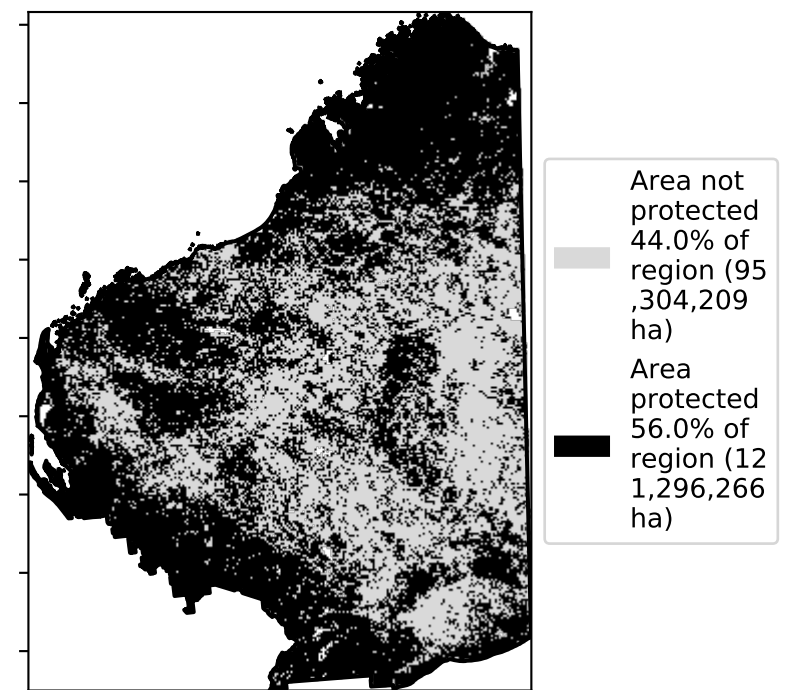 Area not
protected
44.0% of
region (95
,304,209
ha)
Area
protected
56.0% of
region (12
1,296,266
ha)